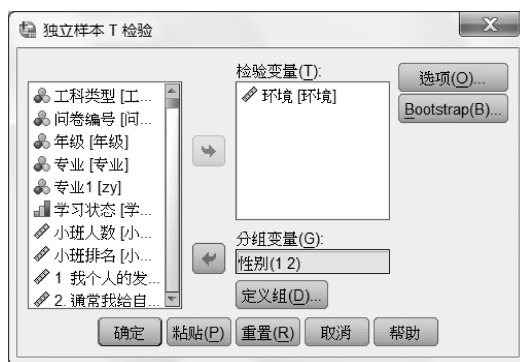 独立样本 T 检验
工科类型 [工...
问卷编号 [问...
年级 [年级]
专业 [专业]
专业1 [zy]
学习状态 [学...
小班人数 [小...
小班排名 [小...
1 我个人的发...
2. 通常我给自...
检验变量(T):
环境 [环境]
分组变量(G):
性别(1 2)
定义组(D)...
选项(O)...
Bootstrap(B)...
确定
粘贴(P)
重置(R)
取消
帮助